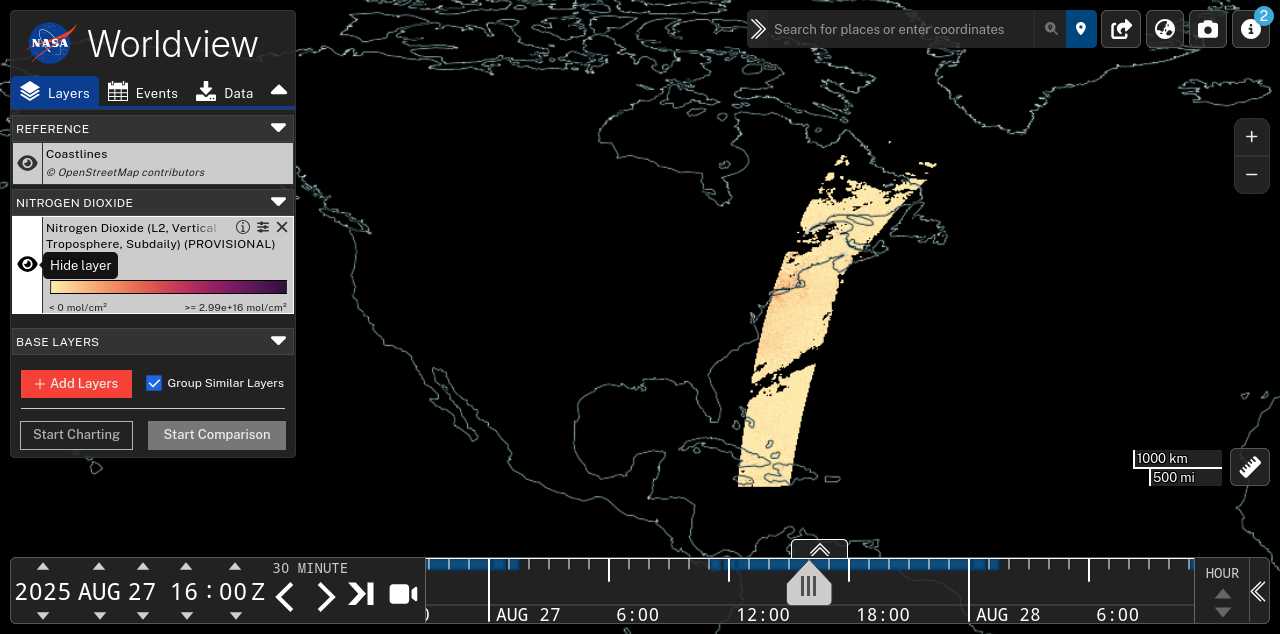 NASA
Worldview
Layers
Events
Data
REFERENCE
Coastlines
© OpenStreetMap contributors
NITROGEN DIOXIDE
Nitrogen Dioxide (L2, Vertical
Troposphere, Subdaily) (PROVISIONAL)
Hide layer
< 0 mol/cm²
>= 2.99e+16 mol/cm²
BASE LAYERS
+ Add Layers
Group Similar Layers
Start Charting
Start Comparison
Search for places or enter coordinates
2
+
−
1000 km
500 mi
2025 AUG 27 16 : 00 Z
30 MINUTE
AUG 27
6:00
12:00
18:00
AUG 28
6:00
HOUR